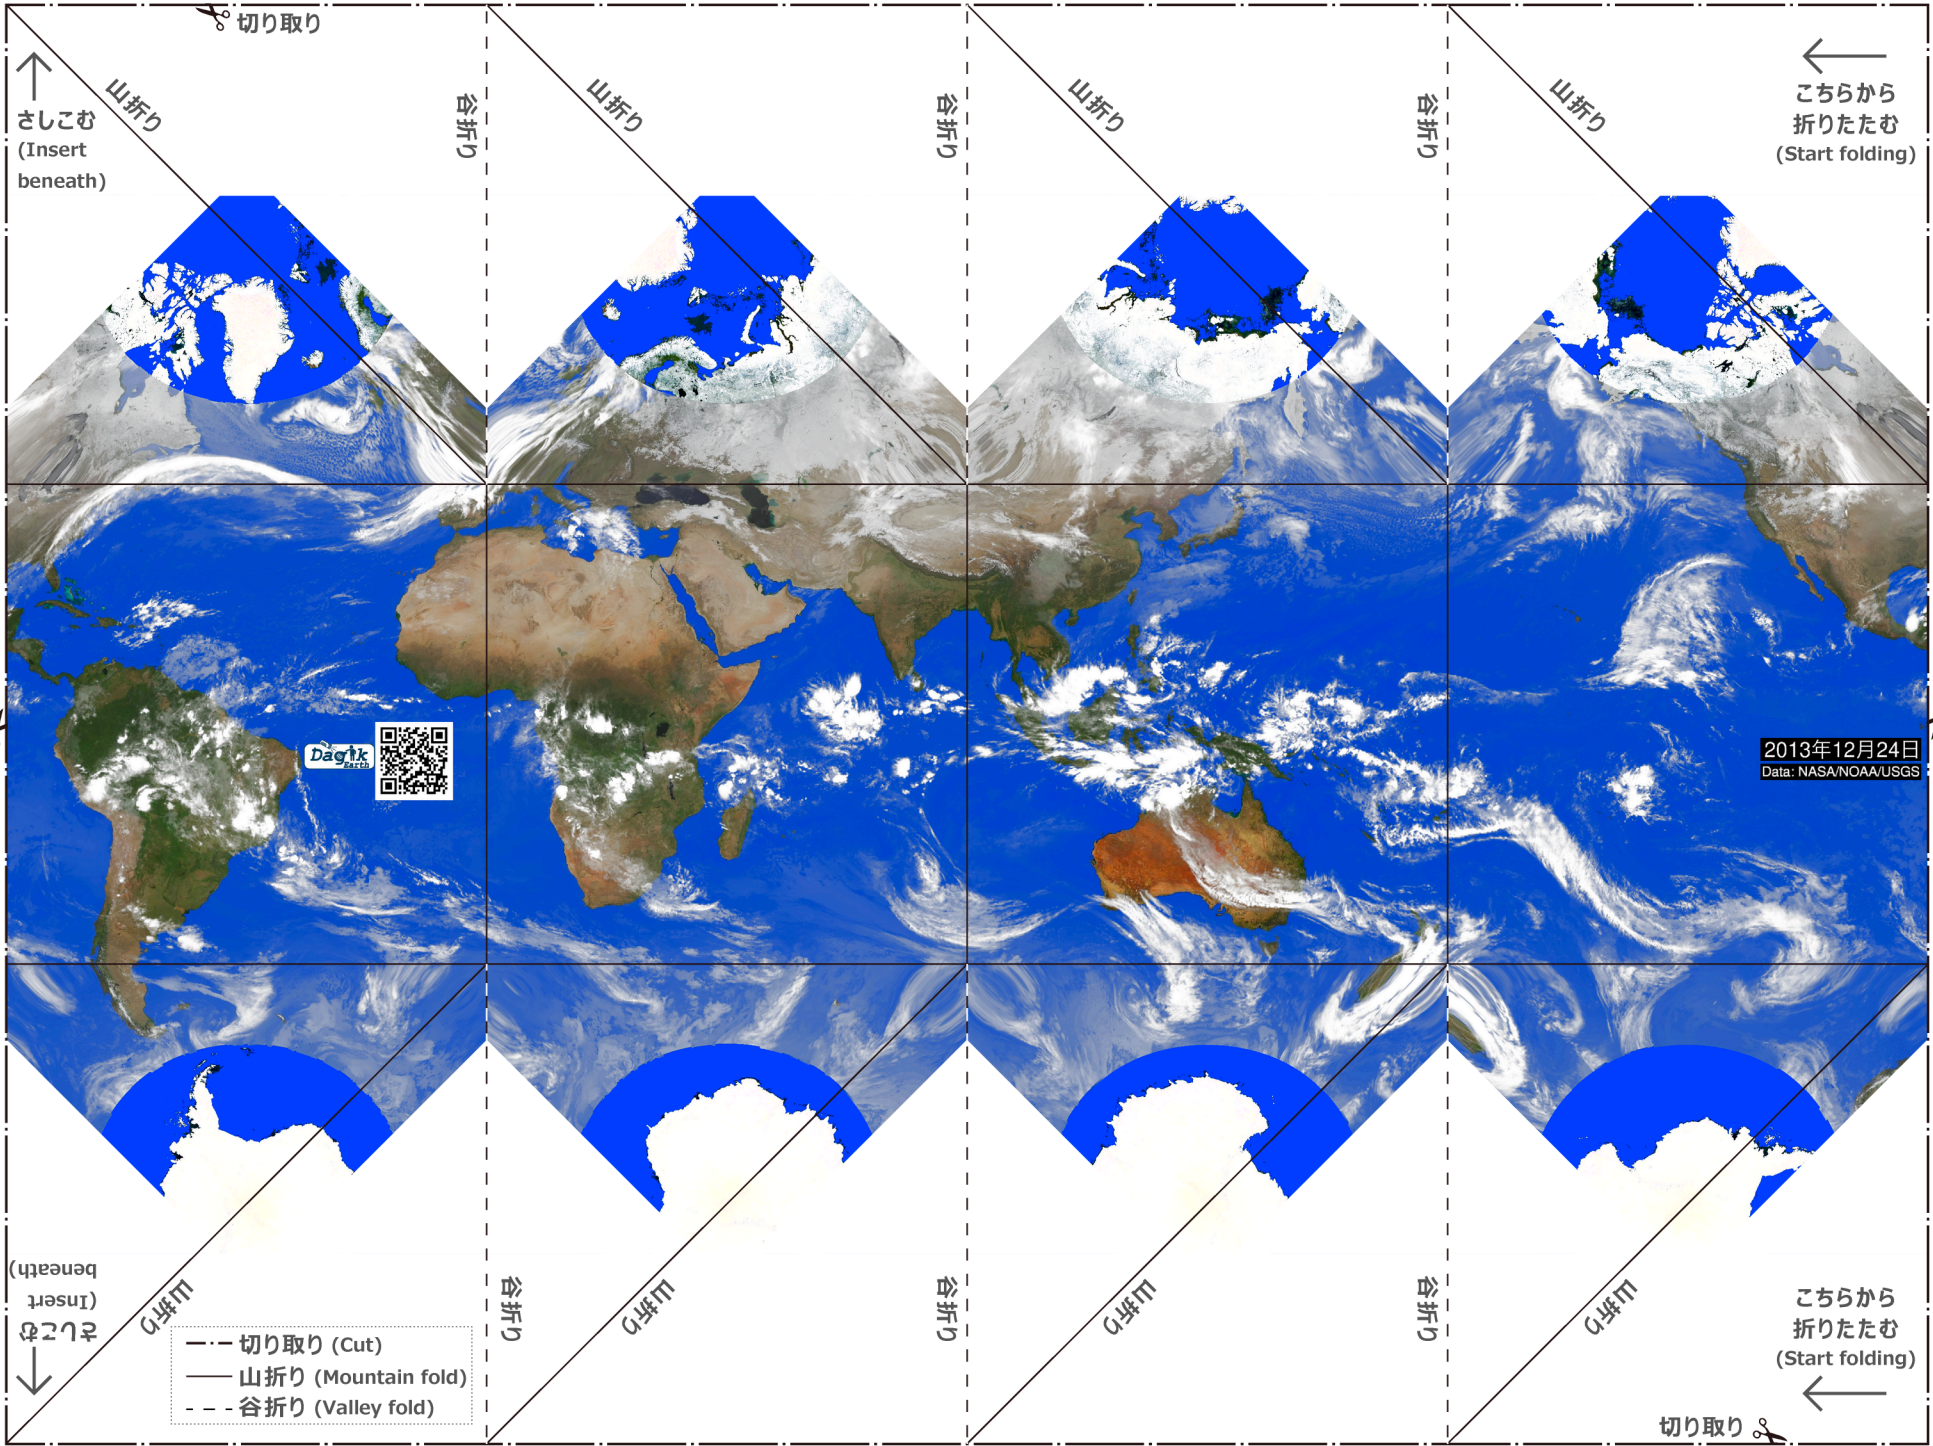 切り取り
山折り
谷折り
山折り
谷折り
山折り
谷折り
山折り
さしこむ
(Insert
beneath)
こちらから
折りたたむ
(Start folding)
Dagik
Earth
2013年12月24日
Data: NASA/NOAA/USGS
さしこむ
(Insert
beneath)
山折り
谷折り
山折り
谷折り
山折り
谷折り
山折り
こちらから
折りたたむ
(Start folding)
切り取り (Cut)
山折り (Mountain fold)
谷折り (Valley fold)
切り取り